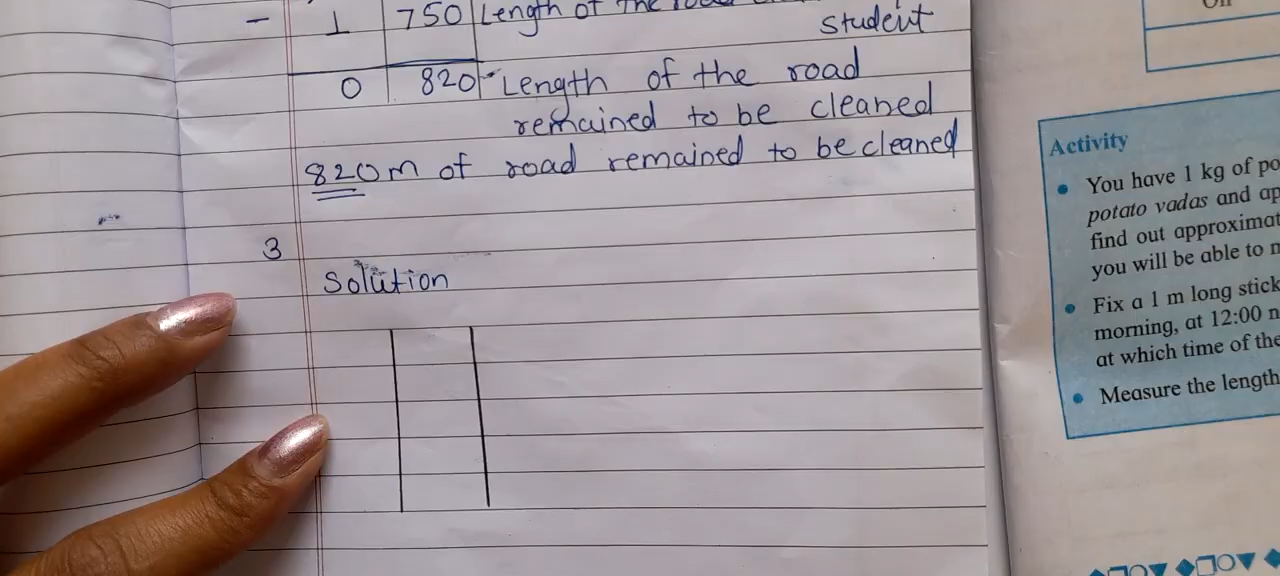 - 1 750 Length of the road
student
0 820 - Length of the road
remained to be cleaned
820m of road remained to be cleaned
3
Solution
Activity
• You have 1 kg of
potato vadas and
find out
you will be able to
• Fix a 1 m long stick
morning, at 12:00
at which time of the
• Measure the length